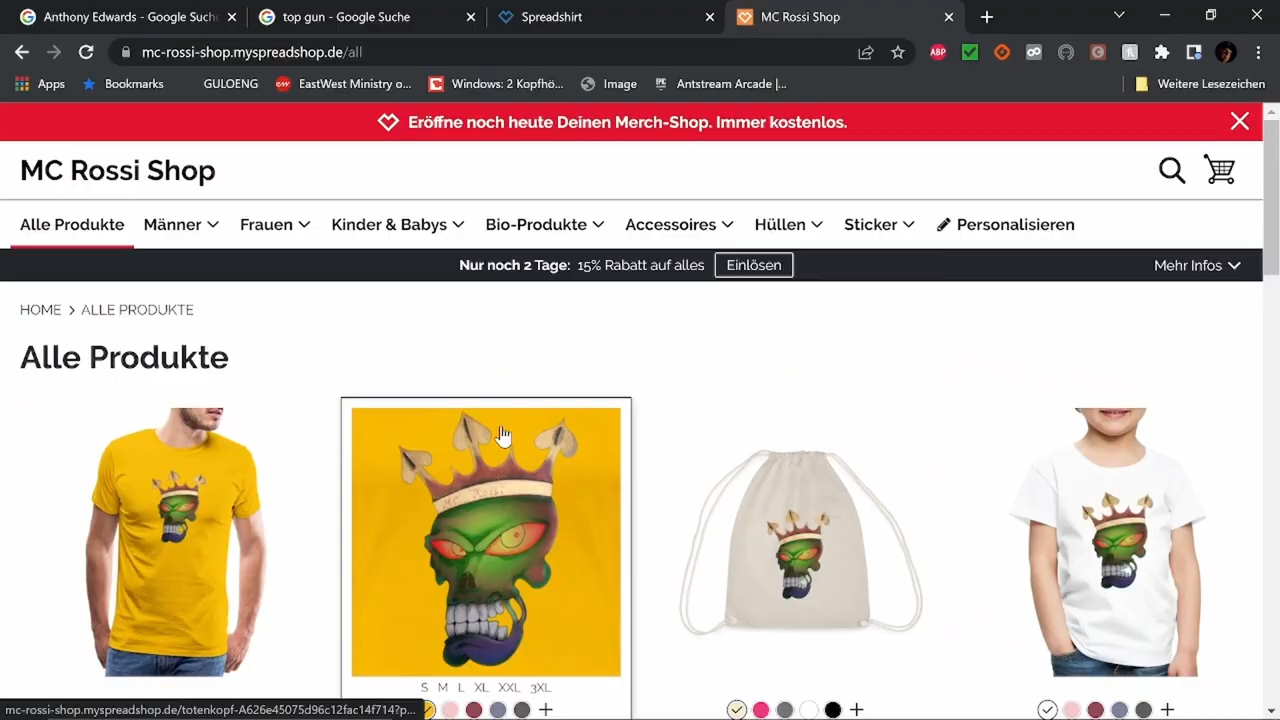 Anthony Edwards - Google Suche
top gun - Google Suche
Spreadshirt
MC Rossi Shop
mc-rossi-shop.myspreadshop.de/all
ABP
Apps
Bookmarks
GULOENG
EastWest Ministry o...
Windows: 2 Kopfhö...
Image
Antstream Arcade |...
Weitere Lesezeichen
Eröffne noch heute Deinen Merch-Shop. Immer kostenlos.
MC Rossi Shop
Alle Produkte Männer Frauen Kinder & Babys Bio-Produkte Accessoires Hüllen Sticker Personalisieren
Nur noch 2 Tage: 15% Rabatt auf alles Einlösen Mehr Infos
HOME > ALLE PRODUKTE
Alle Produkte
Mc Rossi
S M L XL XXL 3XL
mc-rossi-shop.myspreadshop.de/totenkopf-A626e45075d96c12fac14f714?p...